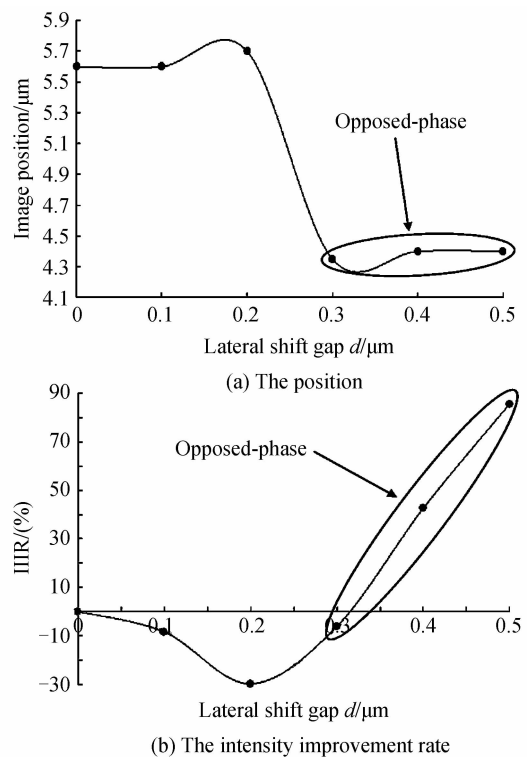 5.9
5.7
5.5
5.3
5.1
4.9
4.7
4.5
4.3
4.1
Image position/μm
Opposed-phase
0 0.1 0.2 0.3 0.4 0.5
Lateral shift gap d/μm
(a) The position
90
70
50
30
10
−10
−30
IIIR/(%)
Opposed-phase
0 0.1 0.2 0.3 0.4 0.5
Lateral shift gap d/μm
(b) The intensity improvement rate